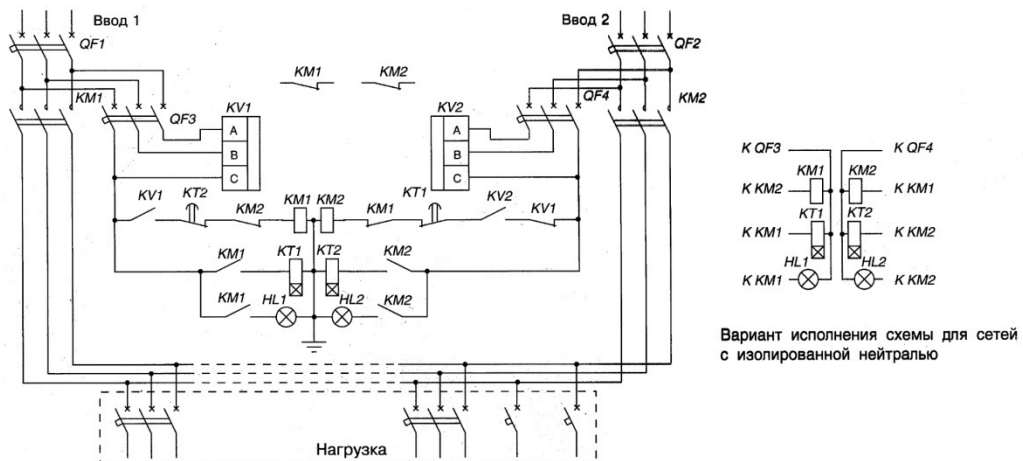 Ввод 1
Ввод 2
QF1
QF2
KM1
KM2
KM1
KV1
KV2
QF4
KM2
QF3
A
B
C
A
B
C
KV1
KT2
KM2
KM1
KM2
KM1
KT1
KV2
KV1
KM1
KT1
KT2
KM2
KM1
HL1
HL2
KM2
Нагрузка
К QF3
К QF4
KM1
KM2
К KM2
К KM1
KT1
KT2
К KM1
К KM2
HL1
HL2
К KM1
К KM2
Вариант исполнения схемы для сетей
с изолированной нейтралью